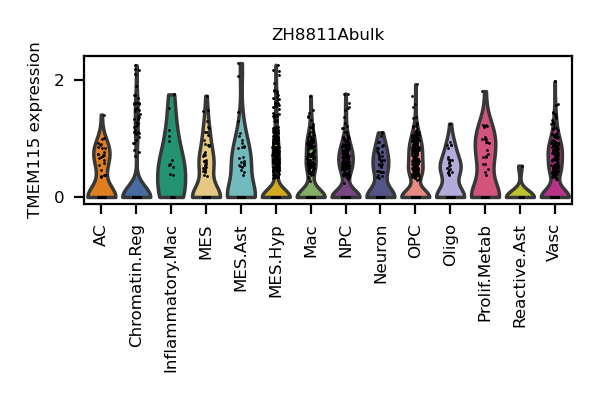 ZH8811Abulk
TMEM115 expression
2
0
AC
Chromatin.Reg
Inflammatory.Mac
MES
MES.Ast
MES.Hyp
Mac
NPC
Neuron
OPC
Oligo
Prolif.Metab
Reactive.Ast
Vasc